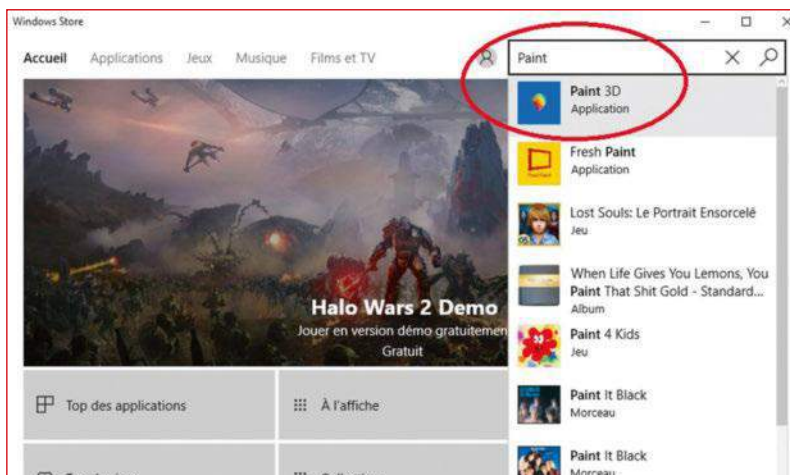 Windows Store
Accueil Applications Jeux Musique Films et TV
Paint
Paint 3D
Application
Fresh Paint
Application
Lost Souls: Le Portrait Ensorcelé
Jeu
When Life Gives You Lemons, You
Paint That Shit Gold - Standard...
Album
Paint 4 Kids
Jeu
Paint It Black
Morceau
Paint It Black
Morceau
Halo Wars 2 Demo
Jouer en version démo gratuitemen
Gratuit
Top des applications
À l'affiche